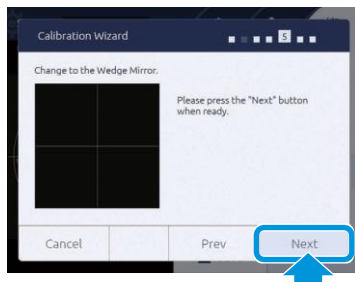 Calibration Wizard
5
Change to the Wedge Mirror.
Please press the "Next" button
when ready.
Cancel
Prev
Next